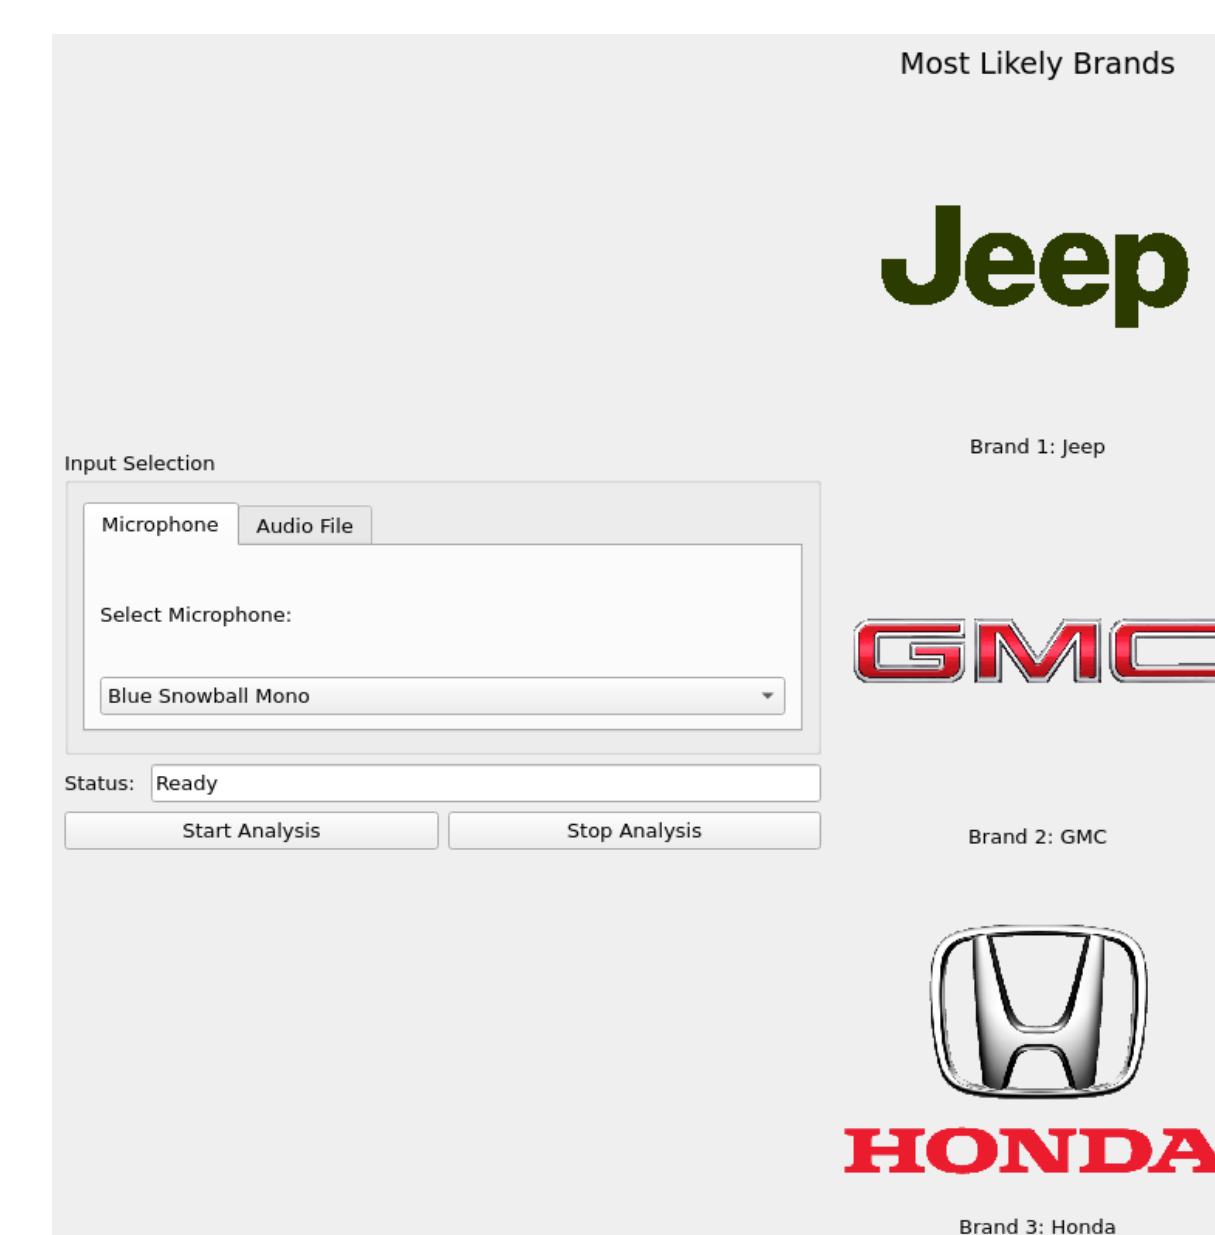 Most Likely Brands
Jeep
Brand 1: Jeep
Input Selection
Microphone
Audio File
Select Microphone:
Blue Snowball Mono
GMC
Status: Ready
Start Analysis
Stop Analysis
Brand 2: GMC
HONDA
Brand 3: Honda